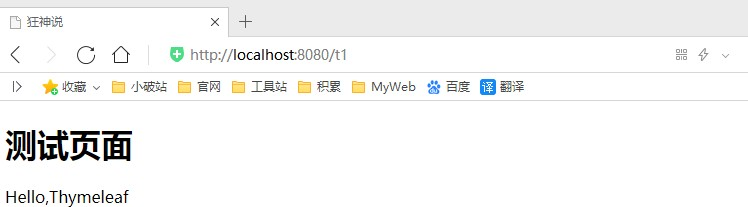 狂神说
http://localhost:8080/t1
收藏 小破站 官网 工具站 积累 MyWeb 百度 译 翻译
测试页面
Hello,Thymeleaf